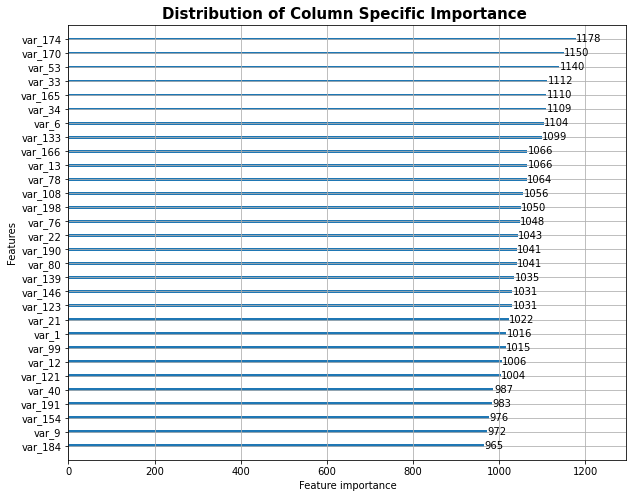 Distribution of Column Specific Importance
Features
var_174 1178
var_170 1150
var_53 1140
var_33 1112
var_165 1110
var_34 1109
var_6 1104
var_133 1099
var_166 1066
var_13 1066
var_78 1064
var_108 1056
var_198 1050
var_76 1048
var_22 1043
var_190 1041
var_80 1041
var_139 1035
var_146 1031
var_123 1031
var_21 1022
var_1 1016
var_99 1015
var_12 1006
var_121 1004
var_40 987
var_191 983
var_154 976
var_9 972
var_184 965
0 200 400 600 800 1000 1200
Feature importance